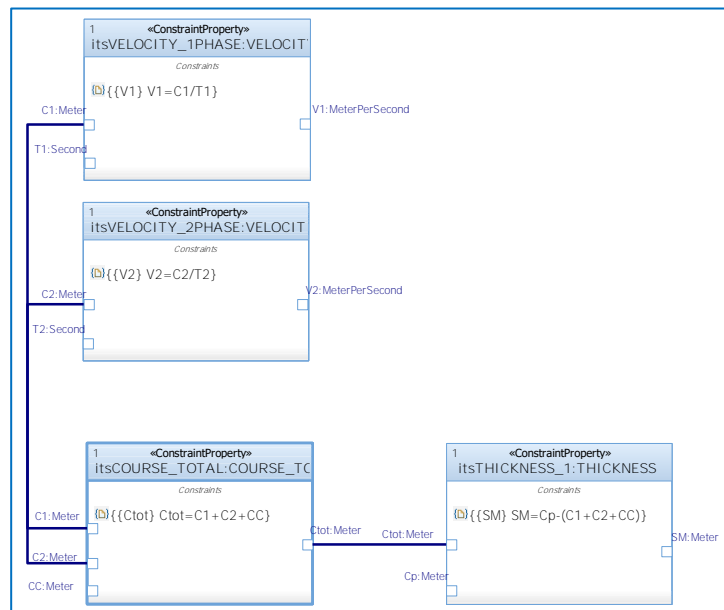 1
«ConstraintProperty»
itsVELOCITY_1PHASE:VELOCIT
Constraints
{{V1} V1=C1/T1}
C1:Meter
V1:MeterPerSecond
T1:Second
1
«ConstraintProperty»
itsVELOCITY_2PHASE:VELOCIT
Constraints
{{V2} V2=C2/T2}
C2:Meter
V2:MeterPerSecond
T2:Second
1
«ConstraintProperty»
itsCOURSE_TOTAL:COURSE_TO
Constraints
{{Ctot} Ctot=C1+C2+CC}
C1:Meter
Ctot:Meter
C2:Meter
CC:Meter
1
«ConstraintProperty»
itsTHICKNESS_1:THICKNESS
Constraints
{{SM} SM=Cp-(C1+C2+CC)}
Ctot:Meter
SM:Meter
Cp:Meter